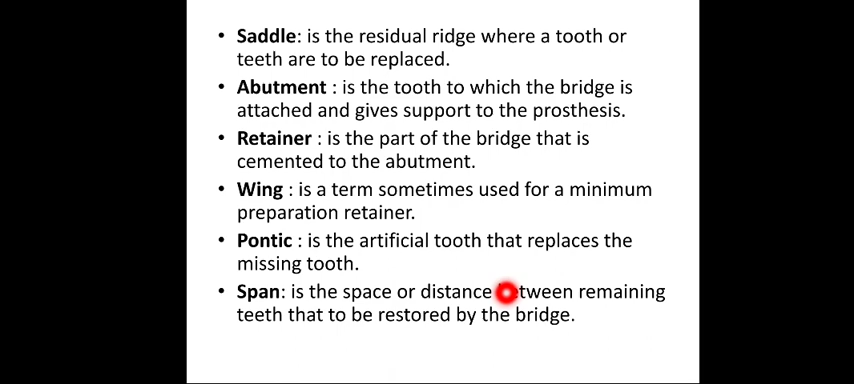 • Saddle: is the residual ridge where a tooth or
teeth are to be replaced.
• Abutment : is the tooth to which the bridge is
attached and gives support to the prosthesis.
• Retainer : is the part of the bridge that is
cemented to the abutment.
• Wing : is a term sometimes used for a minimum
preparation retainer.
• Pontic : is the artificial tooth that replaces the
missing tooth.
• Span: is the space or distance between remaining
teeth that to be restored by the bridge.